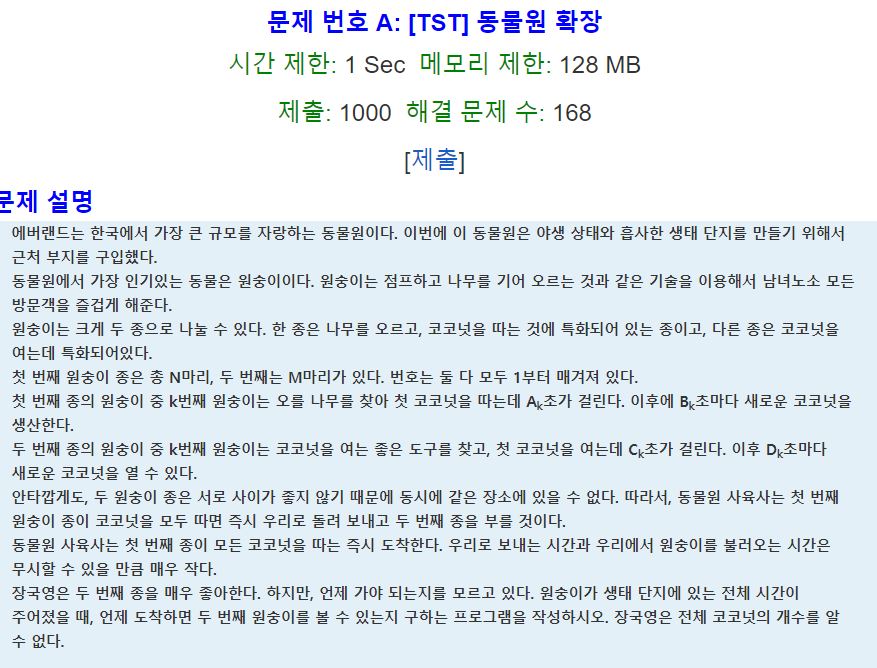 문제 번호 A: [TST] 동물원 확장
시간 제한: 1 Sec 메모리 제한: 128 MB
제출: 1000 해결 문제 수: 168
[제출]
문제 설명
에버랜드는 한국에서 가장 큰 규모를 자랑하는 동물원이다. 이번에 이 동물원은 야생 상태와 흡사한 생태 단지를 만들기 위해서
근처 부지를 구입했다.
동물원에서 가장 인기있는 동물은 원숭이이다. 원숭이는 점프하고 나무를 기어 오르는 것과 같은 기술을 이용해서 남녀노소 모든
방문객을 즐겁게 해준다.
원숭이는 크게 두 종으로 나눌 수 있다. 한 종은 나무를 오르고, 코코넛을 따는 것에 특화되어 있는 종이고, 다른 종은 코코넛을
여는데 특화되어있다.
첫 번째 원숭이 종은 총 N마리, 두 번째는 M마리가 있다. 번호는 둘 다 모두 1부터 매겨져 있다.
첫 번째 종의 원숭이 중 k번째 원숭이는 오를 나무를 찾아 첫 코코넛을 따는데 Ak초가 걸린다. 이후에 Bk초마다 새로운 코코넛을
생산한다.
두 번째 종의 원숭이 중 k번째 원숭이는 코코넛을 여는 좋은 도구를 찾고, 첫 코코넛을 여는데 Ck초가 걸린다. 이후 Dk초마다
새로운 코코넛을 열 수 있다.
안타깝게도, 두 원숭이 종은 서로 사이가 좋지 않기 때문에 동시에 같은 장소에 있을 수 없다. 따라서, 동물원 사육사는 첫 번째
원숭이 종이 코코넛을 모두 따면 즉시 우리로 돌려 보내고 두 번째 종을 부를 것이다.
동물원 사육사는 첫 번째 종이 모든 코코넛을 따는 즉시 도착한다. 우리로 보내는 시간과 우리에서 원숭이를 불러오는 시간은
무시할 수 있을 만큼 매우 작다.
장국영은 두 번째 종을 매우 좋아한다. 하지만, 언제 가야 되는지를 모르고 있다. 원숭이가 생태 단지에 있는 전체 시간이
주어졌을 때, 언제 도착하면 두 번째 원숭이를 볼 수 있는지 구하는 프로그램을 작성하시오. 장국영은 전체 코코넛의 개수를 알
수 없다.